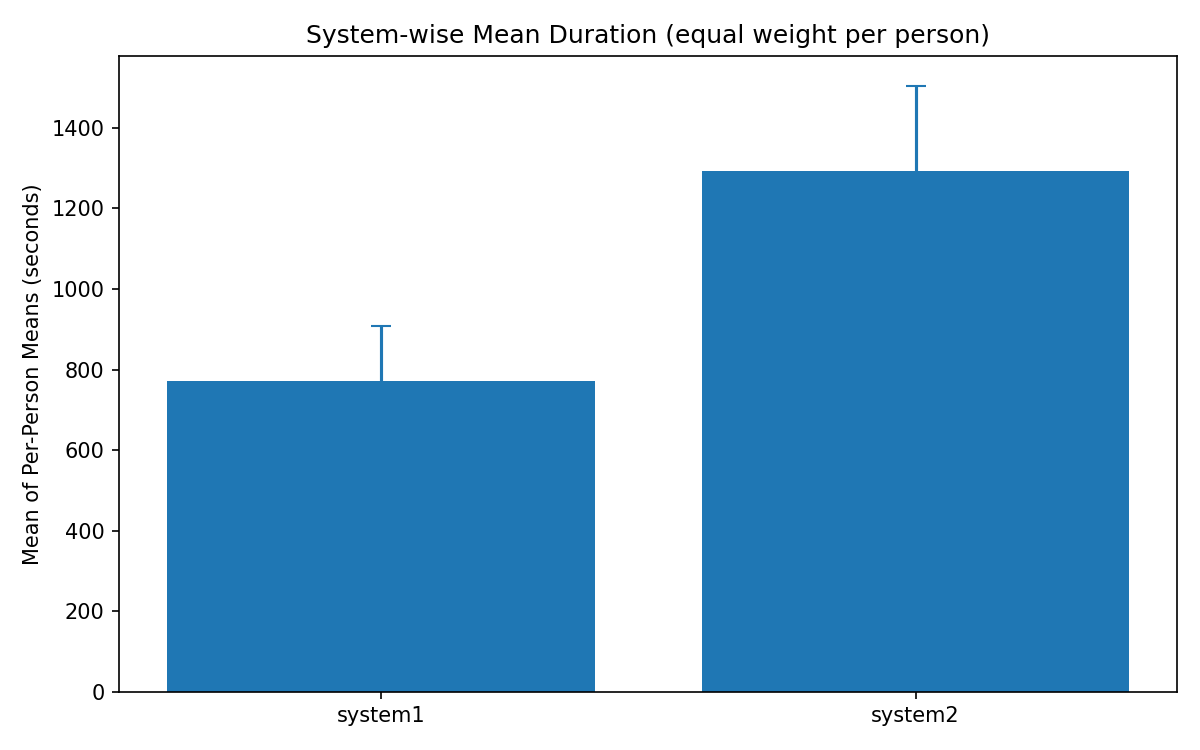 System-wise Mean Duration (equal weight per person)
Mean of Per-Person Means (seconds)
1400
1200
1000
800
600
400
200
0
system1
system2